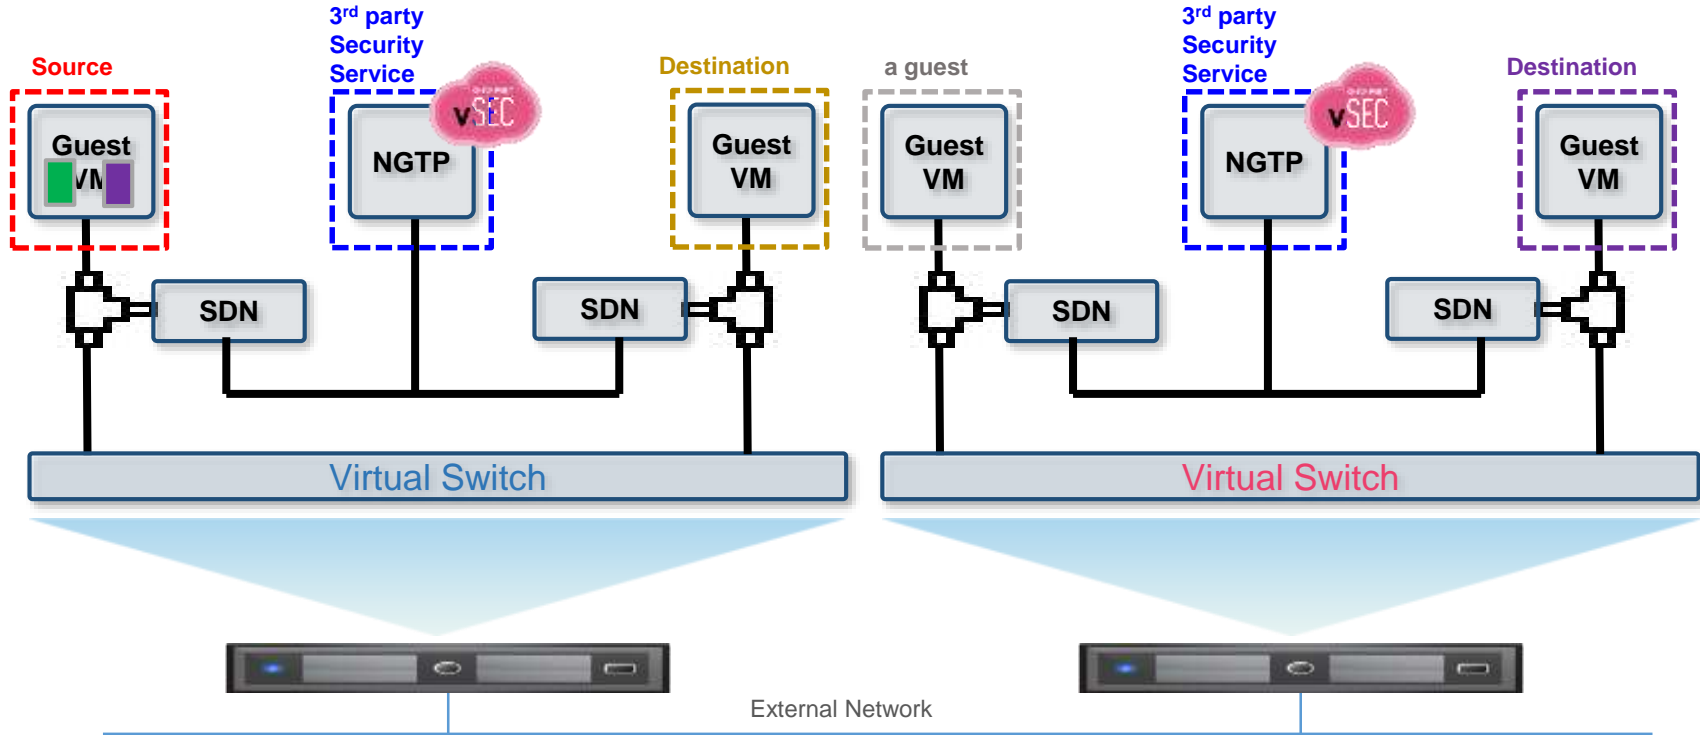 3rd party
Security
Service
Source
Destination
Guest
VM
vSEC
NGTP
Guest
VM
SDN
SDN
Virtual Switch
3rd party
Security
Service
a guest
Destination
Guest
VM
vSEC
NGTP
Guest
VM
SDN
SDN
Virtual Switch
External Network